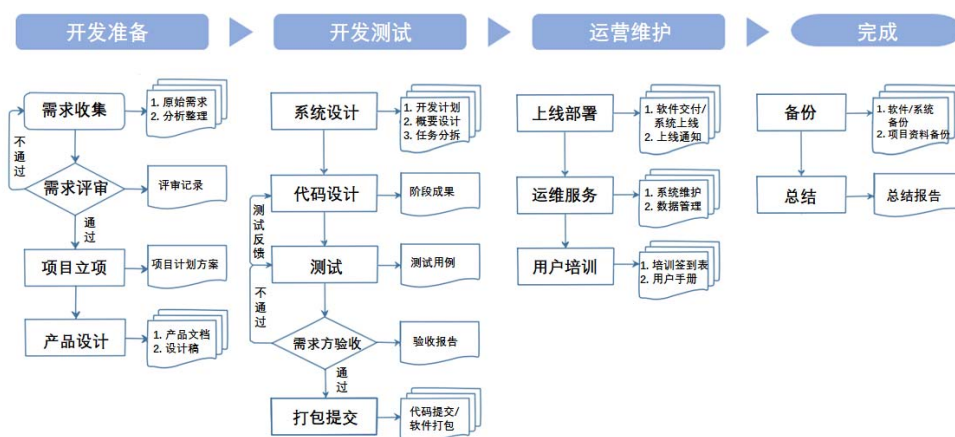 开发准备
开发测试
运营维护
完成
需求收集
1. 原始需求
2. 分析整理
不通过
需求评审
评审记录
通过
项目立项
项目计划方案
产品设计
1. 产品文档
2. 设计稿
系统设计
1. 开发计划
2. 概要设计
3. 任务分拆
代码设计
阶段成果
测试反馈
测试
测试用例
不通过
需求方验收
验收报告
通过
打包提交
代码提交/
软件打包
上线部署
1. 软件交付/
系统上线
2. 上线通知
运维服务
1. 系统维护
2. 数据管理
用户培训
1. 培训签到表
2. 用户手册
备份
1. 软件/系统
备份
2. 项目资料备份
总结
总结报告